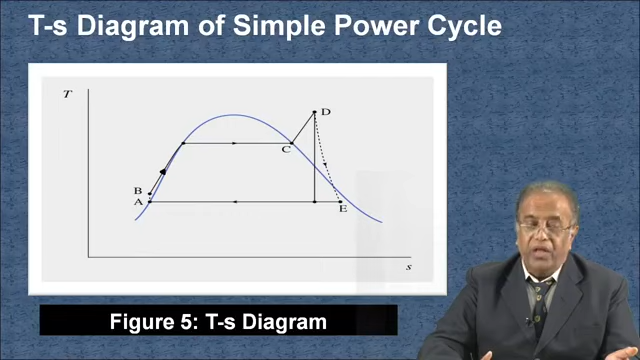 T-s Diagram of Simple Power Cycle
T
D
C
B
A
E
s
Figure 5: T-s Diagram